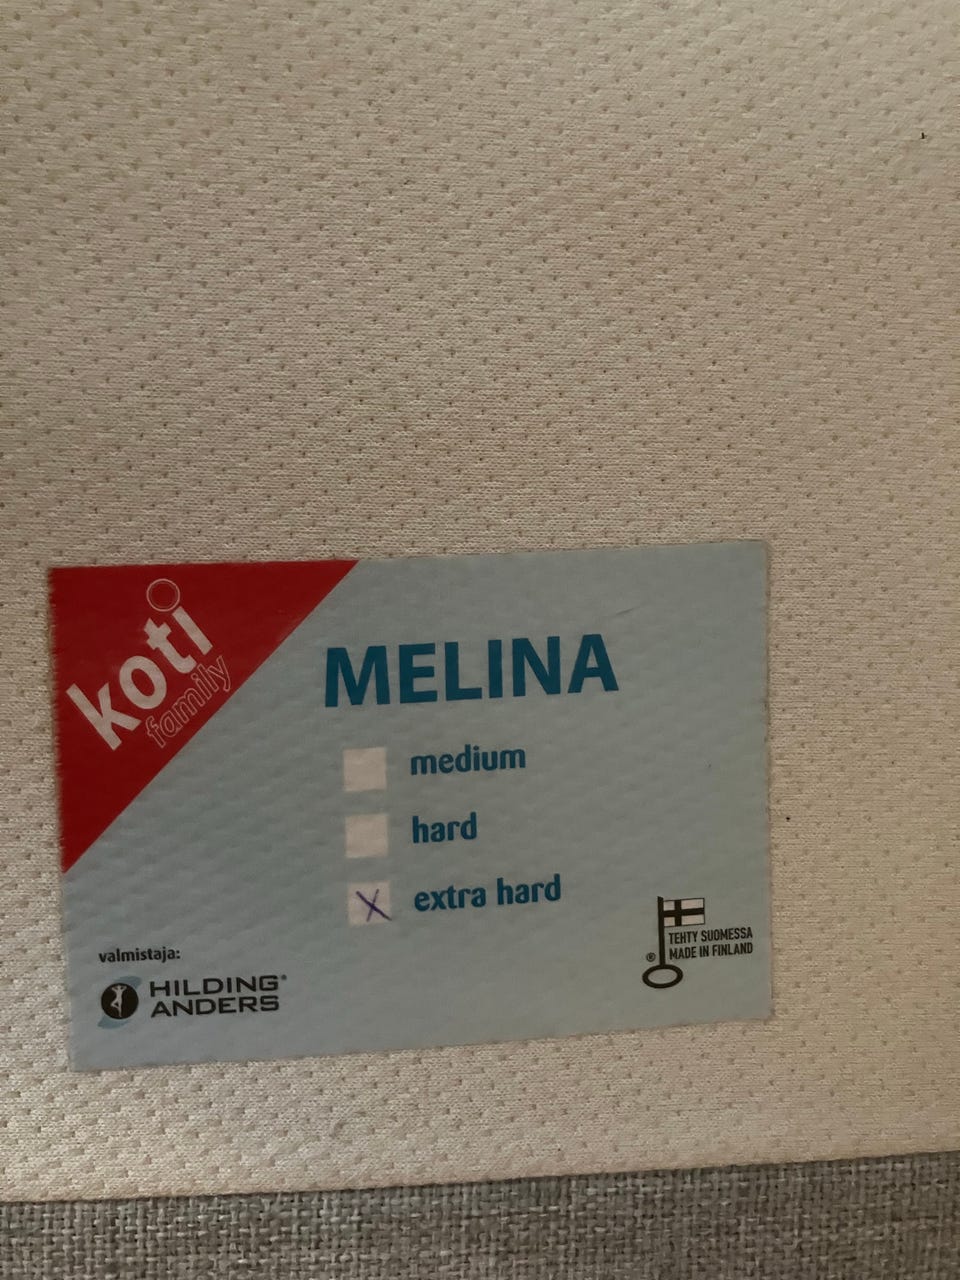 koti
family
MELINA
medium
hard
X extra hard
valmistaja:
HILDING®
ANDERS
TEHTY SUOMESSA
® MADE IN FINLAND